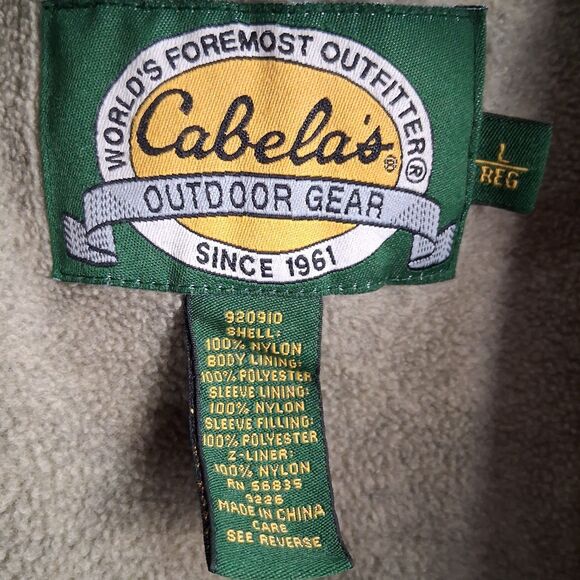 WORLD'S FOREMOST OUTFITTER®
Cabela's®
OUTDOOR GEAR
SINCE 1961
L
REG
920910
SHELL:
100% NYLON
BODY LINING:
100% POLYESTER
SLEEVE LINING:
100% NYLON
SLEEVE FILLING:
100% POLYESTER
Z-LINER:
100% NYLON
RN 56835
3226
MADE IN CHINA
CARE
SEE REVERSE